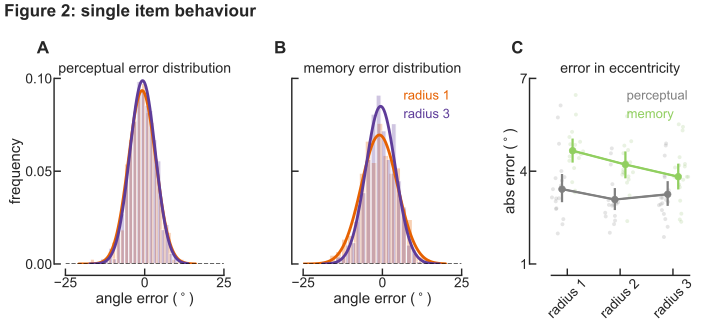 Figure 2: single item behaviour
A
perceptual error distribution
0.10
0.05
0.00
frequency
−25
0
25
angle error (°)
B
memory error distribution
radius 1
radius 3
−25
0
25
angle error (°)
C
error in eccentricity
perceptual
memory
7
4
1
abs error (°)
radius 1
radius 2
radius 3